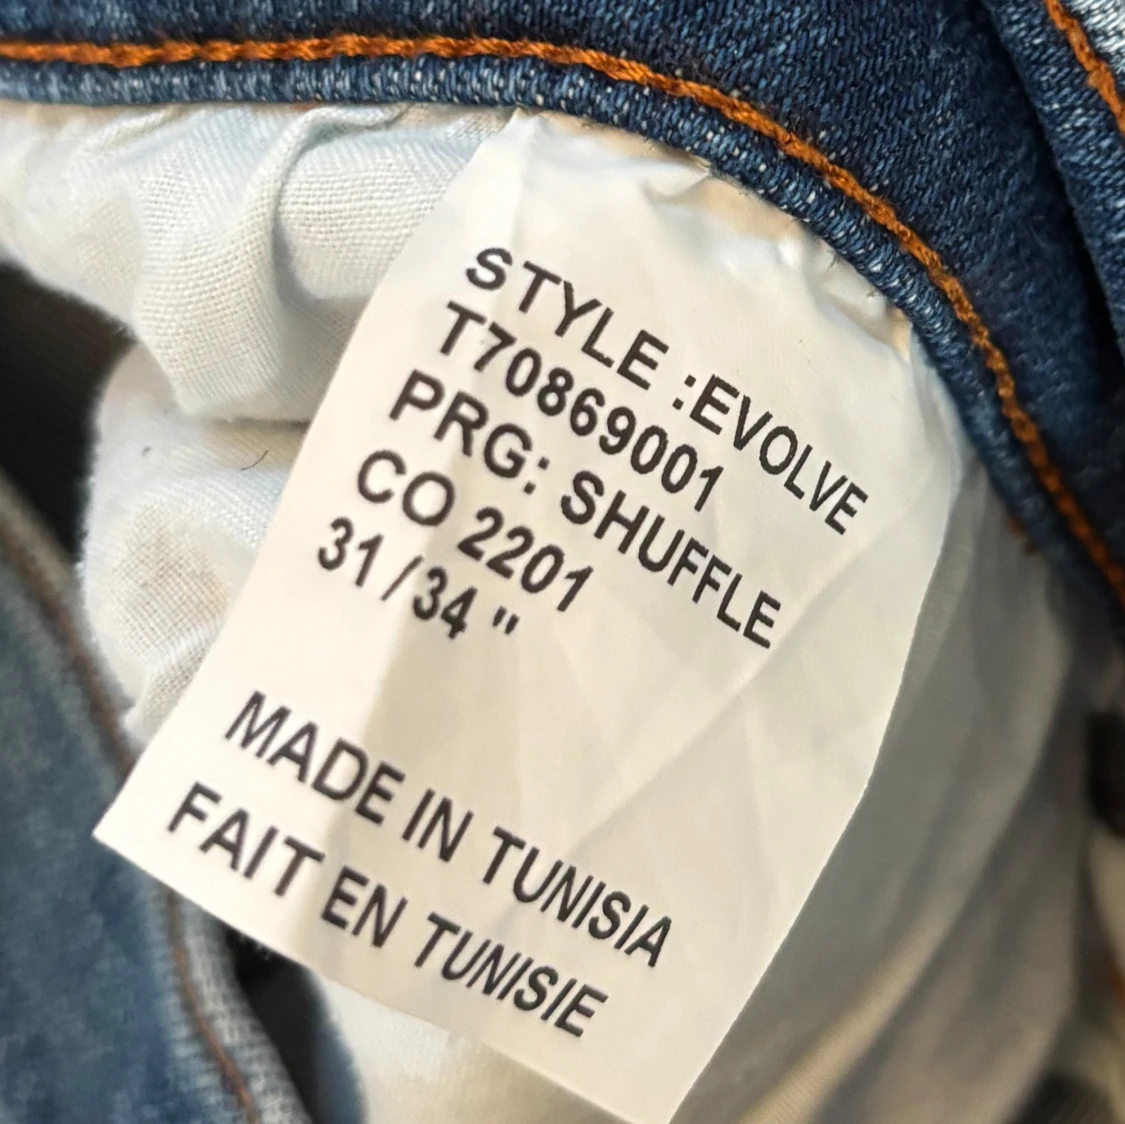 STYLE :EVOLVE
T70869001
PRG: SHUFFLE
CO 2201
31/34 "
MADE IN TUNISIA
FAIT EN TUNISIE